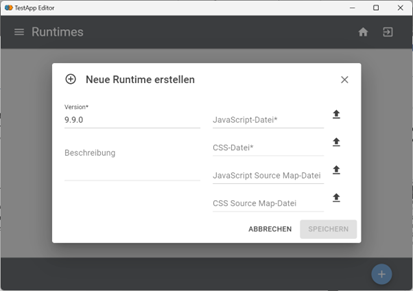 TestApp Editor
Runtimes
Neue Runtime erstellen
Version*
9.9.0
JavaScript-Datei*
CSS-Datei*
Beschreibung
JavaScript Source Map-Datei
CSS Source Map-Datei
ABBRECHEN
SPEICHERN